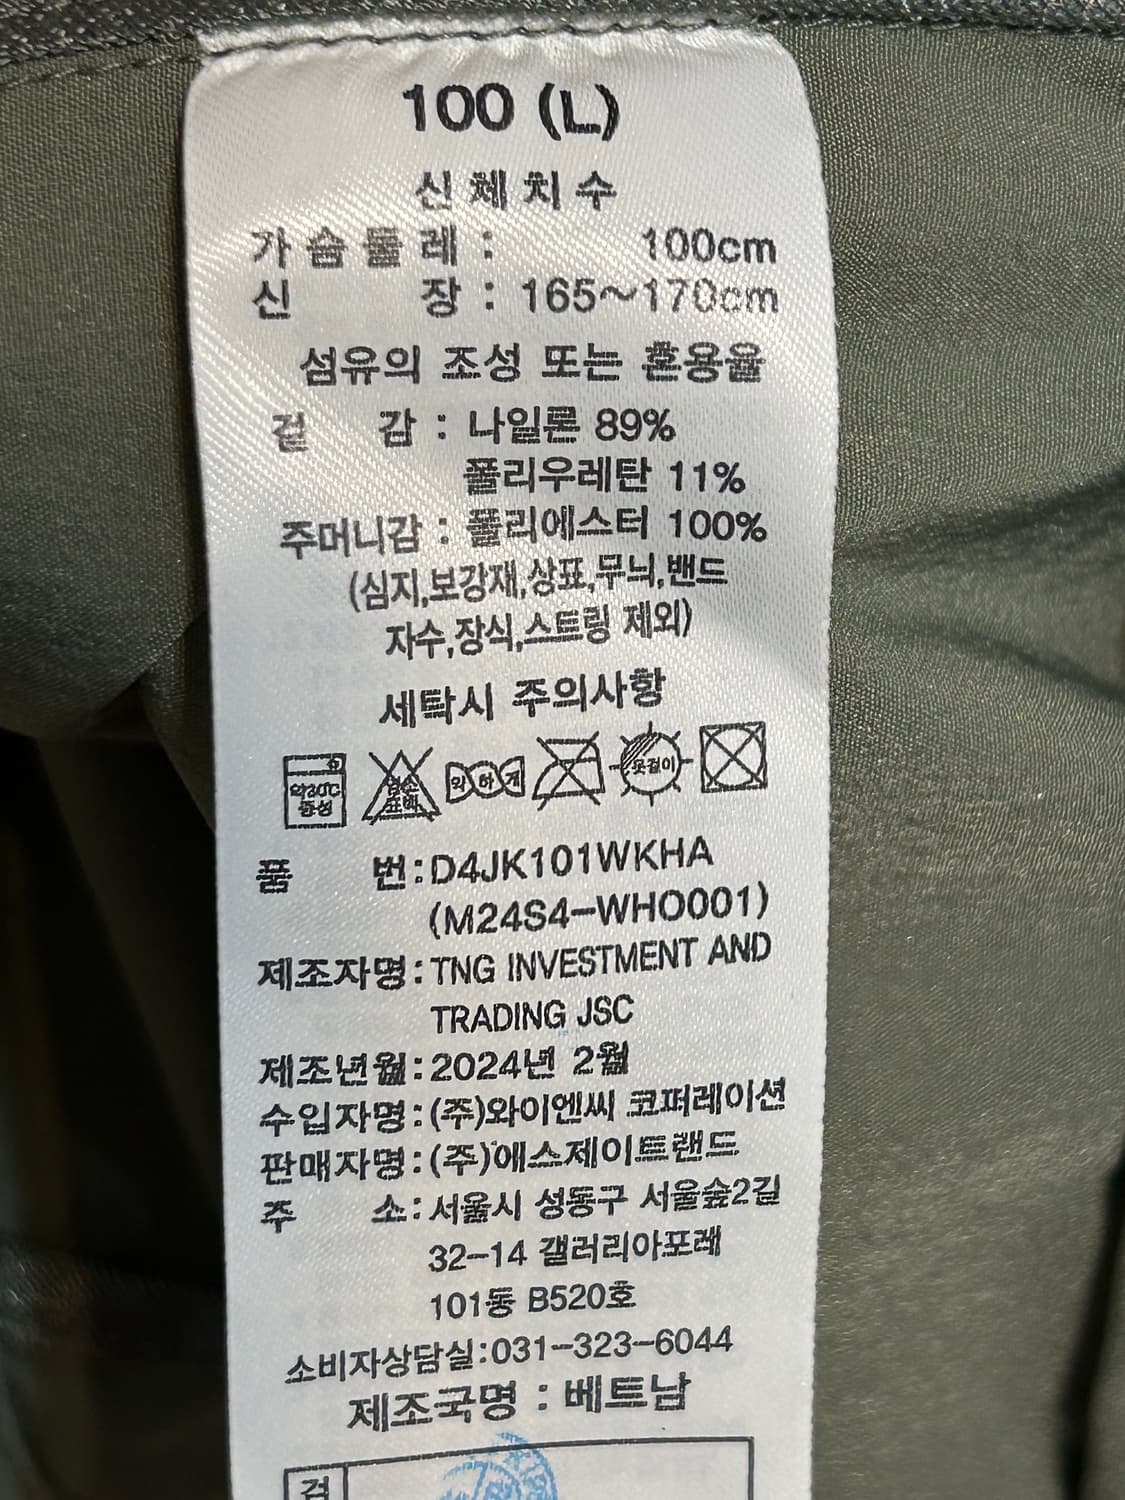 100 (L)
신체치수
가슴둘레 : 100cm
신 장 : 165~170cm
섬유의 조성 또는 혼용율
겉 감 : 나일론 89%
폴리우레탄 11%
주머니감 : 폴리에스터 100%
(심지,보강재,상표,무늬,밴드
자수,장식,스트링 제외)
세탁시 주의사항
약30℃ 중성 염소 표백 약하게 옷걸이
품 번:D4JK101WKHA
(M24S4-WHO001)
제조자명:TNG INVESTMENT AND
TRADING JSC
제조년월:2024년 2월
수입자명:(주)와이엔씨 코퍼레이션
판매자명:(주)에스제이트랜드
주 소:서울시 성동구 서울숲2길
32-14 갤러리아포레
101동 B520호
소비자상담실:031-323-6044
제조국명 : 베트남
검